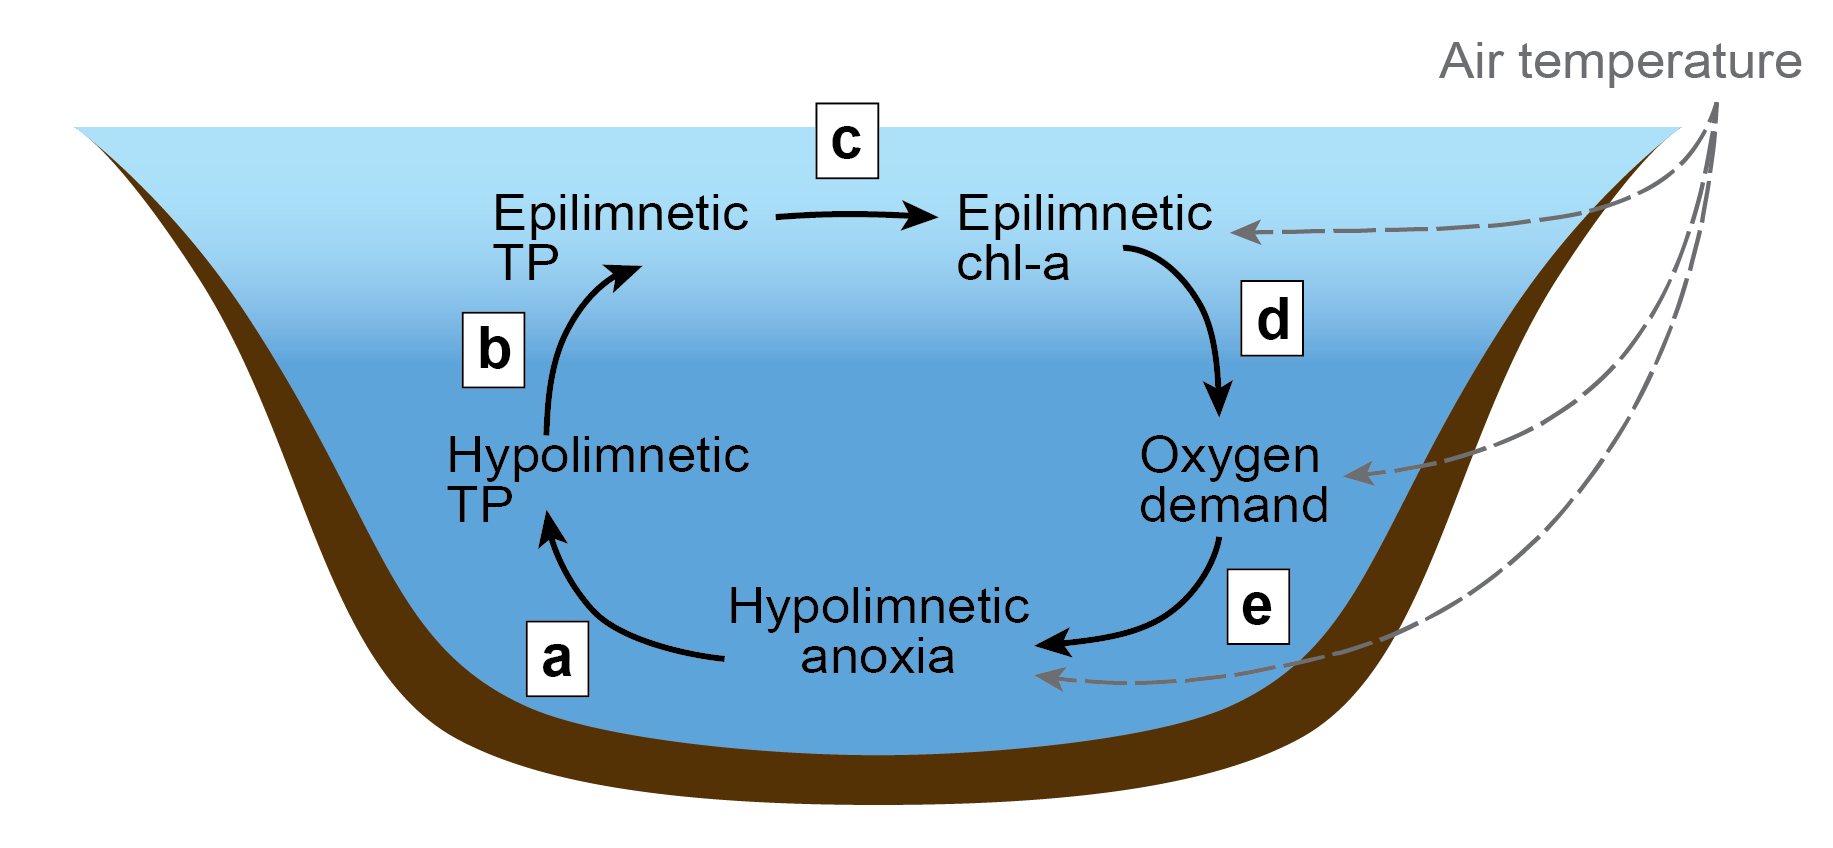 Air temperature
c
Epilimnetic
TP
Epilimnetic
chl-a
b
d
Hypolimnetic
TP
Oxygen
demand
a
Hypolimnetic
anoxia
e